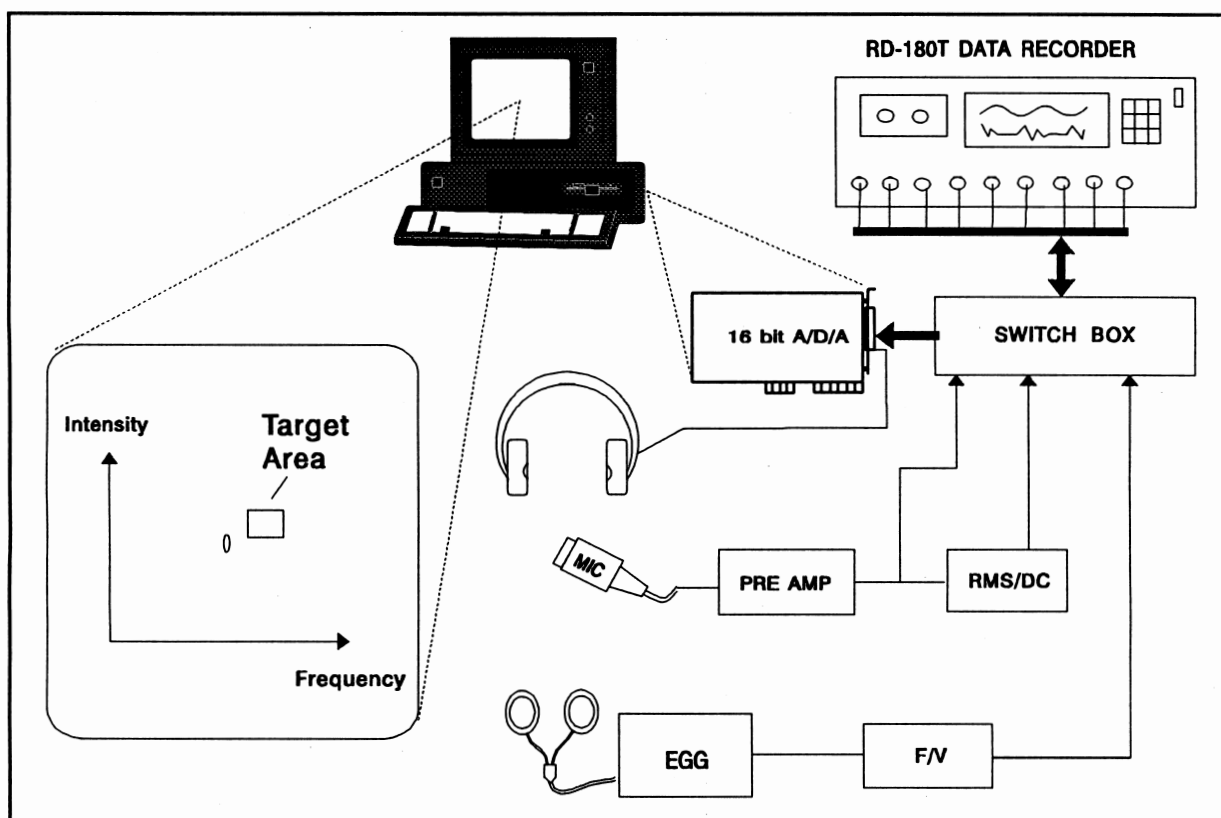 RD-180T DATA RECORDER
16 bit A/D/A
SWITCH BOX
Intensity
Target
Area
Frequency
MIC
PRE AMP
RMS/DC
EGG
F/V